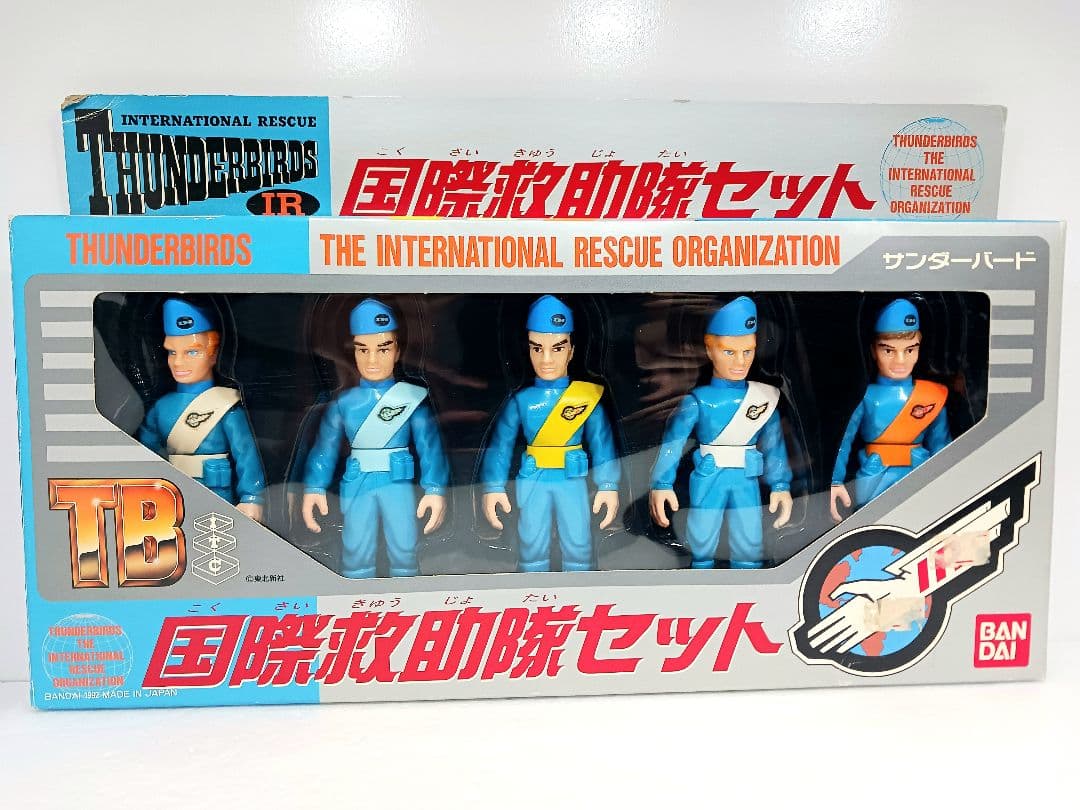 INTERNATIONAL RESCUE
THUNDERBIRDS
IR
こくさいきゅうじょたい
国際救助隊セット
THUNDERBIRDS
THE
INTERNATIONAL
RESCUE
ORGANIZATION
THUNDERBIRDS
THE INTERNATIONAL RESCUE ORGANIZATION
サンダーバード
TB
ITC
©東北新社
こくさいきゅうじょたい
国際救助隊セット
THUNDERBIRDS
THE
INTERNATIONAL
RESCUE
ORGANIZATION
BANDAI 1992 MADE IN JAPAN
BAN
DAI